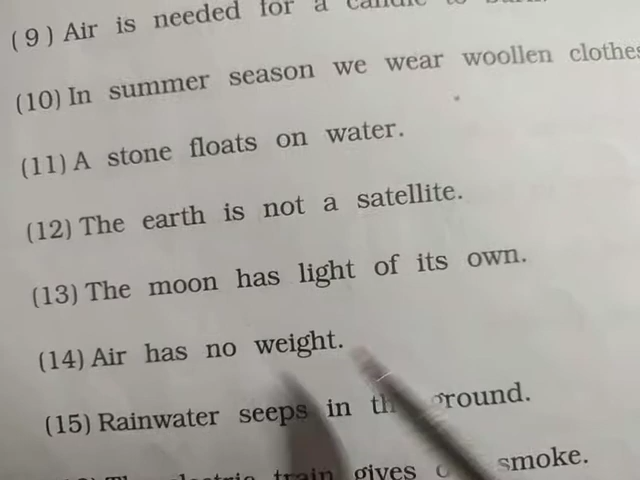 (9) Air is needed for a candle to burn.
(10) In summer season we wear woollen clothes
(11) A stone floats on water.
(12) The earth is not a satellite.
(13) The moon has light of its own.
(14) Air has no weight.
(15) Rainwater seeps in the ground.
electric train gives smoke.